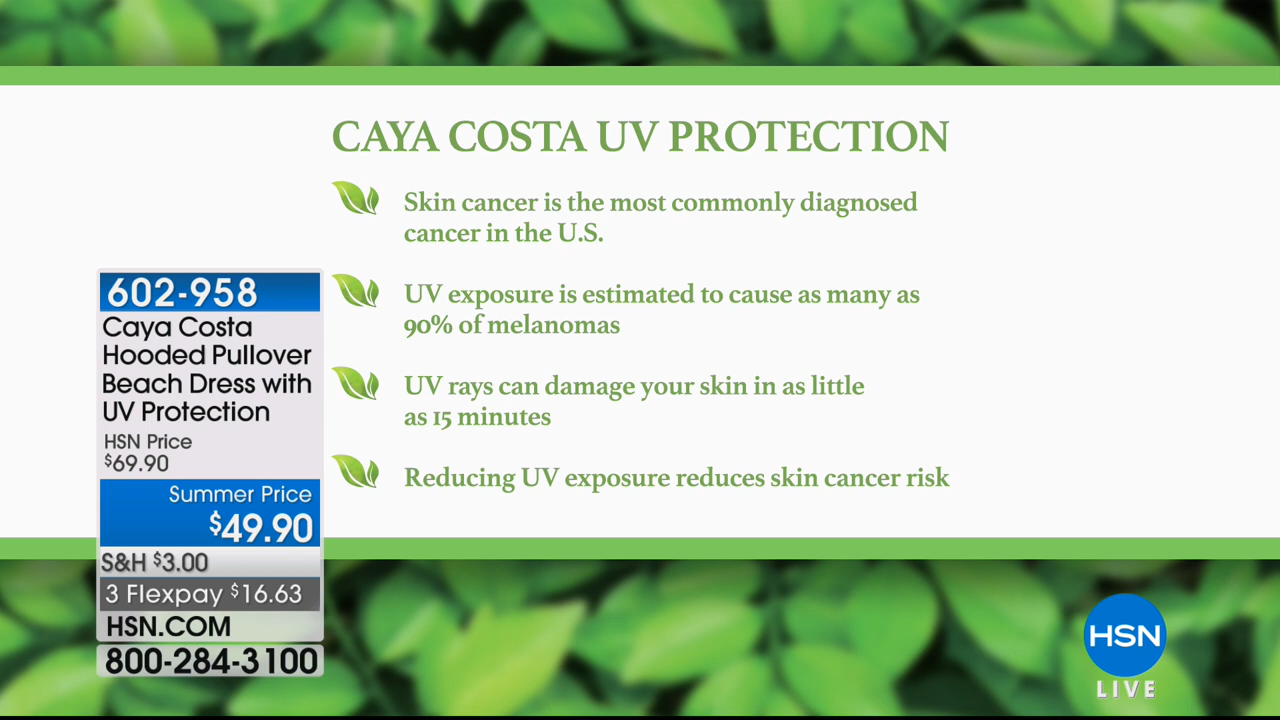 CAYA COSTA UV PROTECTION
Skin cancer is the most commonly diagnosed
cancer in the U.S.
UV exposure is estimated to cause as many as
90% of melanomas
UV rays can damage your skin in as little
as 15 minutes
Reducing UV exposure reduces skin cancer risk
602-958
Caya Costa
Hooded Pullover
Beach Dress with
UV Protection
HSN Price
$69.90
Summer Price
$49.90
S&H $3.00
3 Flexpay $16.63
HSN.COM
800-284-3100
HSN
LIVE